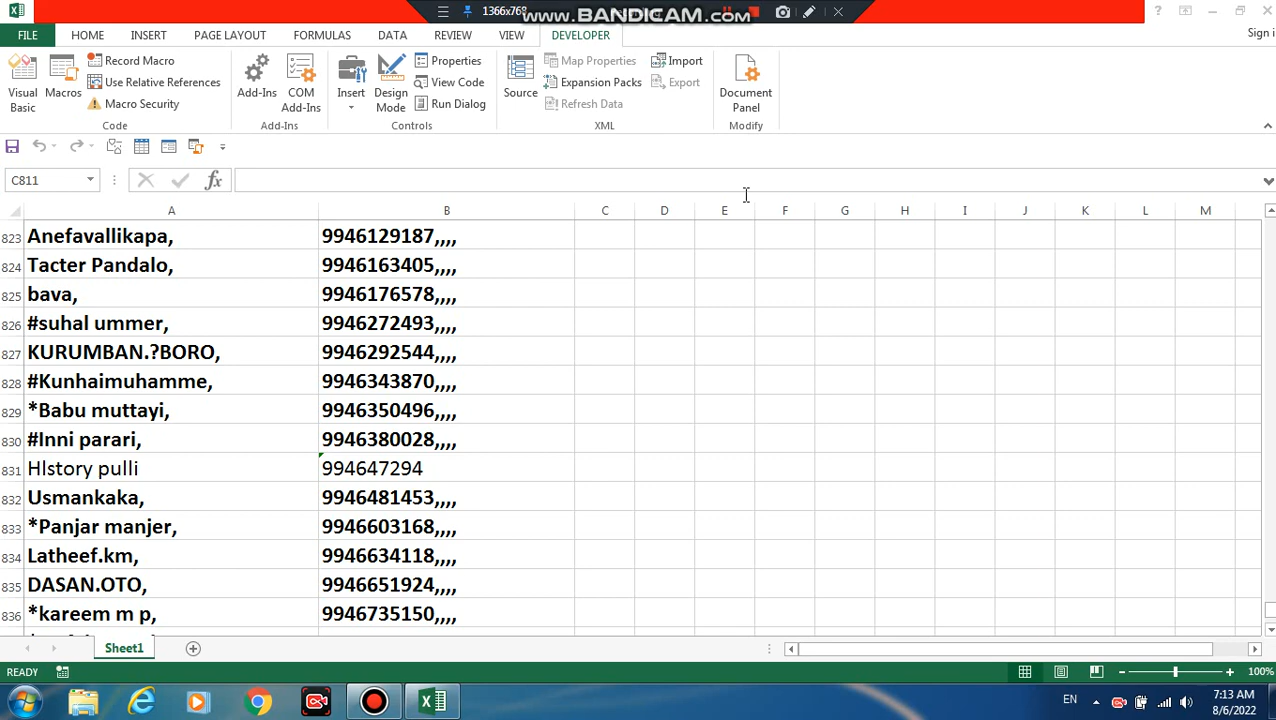 1366x768
www.BANDICAM.com
?
FILE HOME INSERT PAGE LAYOUT FORMULAS DATA REVIEW VIEW DEVELOPER Sign i
Visual Basic
Macros
Record Macro
Use Relative References
Macro Security
Code
Add-Ins
COM Add-Ins
Add-Ins
Insert
Design Mode
Properties
View Code
Run Dialog
Controls
Source
Map Properties
Expansion Packs
Refresh Data
Import
Export
XML
Document Panel
Modify
C811
fx
A B C D E F G H I J K L M
823 Anefavallikapa, 9946129187,,,,
824 Tacter Pandalo, 9946163405,,,,
825 bava, 9946176578,,,,
826 #suhal ummer, 9946272493,,,,
827 KURUMBAN.?BORO, 9946292544,,,,
828 #Kunhaimuhamme, 9946343870,,,,
829 *Babu muttayi, 9946350496,,,,
830 #Inni parari, 9946380028,,,,
831 HIstory pulli 994647294
832 Usmankaka, 9946481453,,,,
833 *Panjar manjer, 9946603168,,,,
834 Latheef.km, 9946634118,,,,
835 DASAN.OTO, 9946651924,,,,
836 *kareem m p, 9946735150,,,,
Sheet1
READY 100%
EN 7:13 AM
8/6/2022